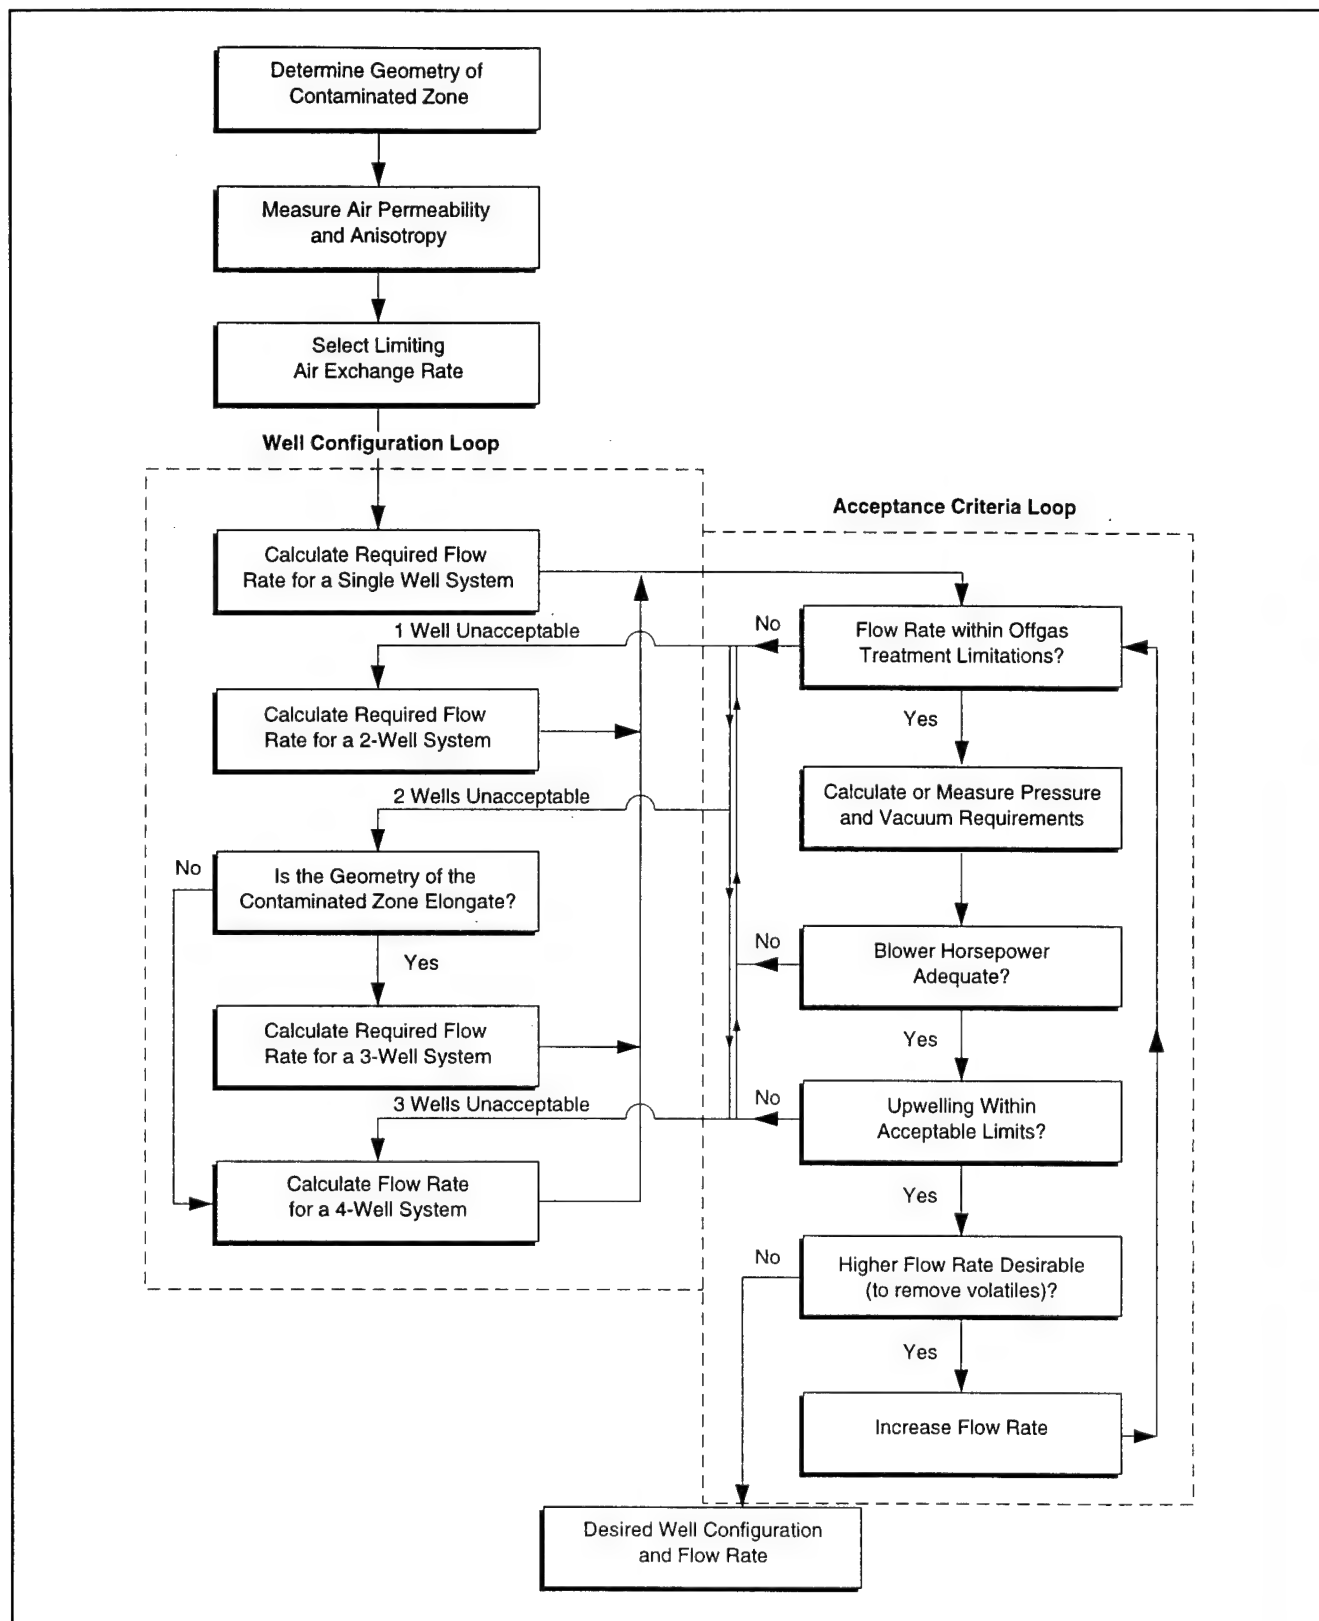 Determine Geometry of
Contaminated Zone
Measure Air Permeability
and Anisotropy
Select Limiting
Air Exchange Rate
Well Configuration Loop
Acceptance Criteria Loop
Calculate Required Flow
Rate for a Single Well System
1 Well Unacceptable
No
Flow Rate within Offgas
Treatment Limitations?
Yes
Calculate Required Flow
Rate for a 2-Well System
2 Wells Unacceptable
Calculate or Measure Pressure
and Vacuum Requirements
No
Is the Geometry of the
Contaminated Zone Elongate?
Yes
No
Blower Horsepower
Adequate?
Yes
Calculate Required Flow
Rate for a 3-Well System
3 Wells Unacceptable
No
Upwelling Within
Acceptable Limits?
Yes
Calculate Flow Rate
for a 4-Well System
No
Higher Flow Rate Desirable
(to remove volatiles)?
Yes
Increase Flow Rate
Desired Well Configuration
and Flow Rate